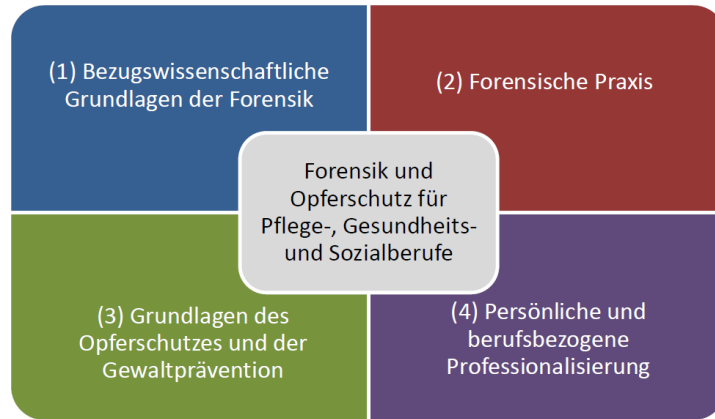 (1) Bezugswissenschaftliche
Grundlagen der Forensik
(2) Forensische Praxis
Forensik und
Opferschutz für
Pflege-, Gesundheits-
und Sozialberufe
(3) Grundlagen des
Opferschutzes und der
Gewaltprävention
(4) Persönliche und
berufsbezogene
Professionalisierung